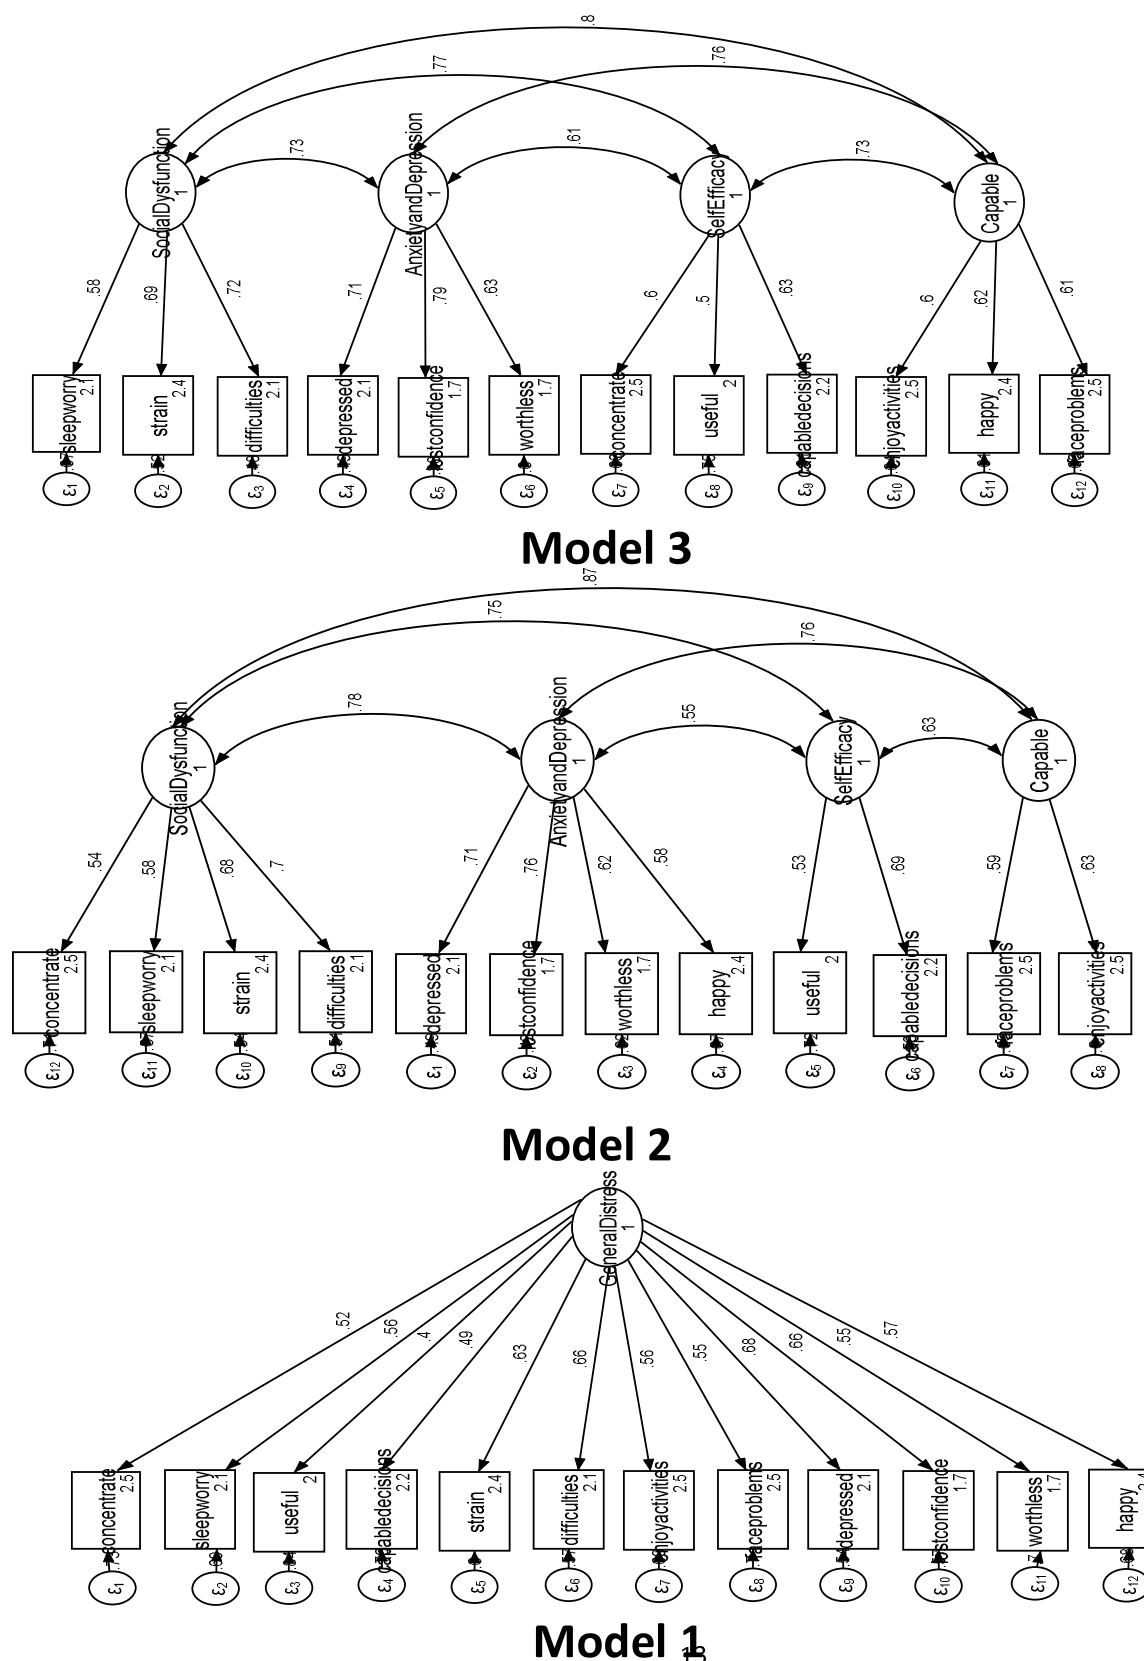 .8
.77
.76
.73
.61
.73
SocialDysfunction
1
AnxietyandDepression
1
SelfEfficacy
1
Capable
1
.58
.69
.72
.71
.79
.63
.6
.5
.63
.6
.62
.61
sleepworry
2.1
strain
2.4
difficulties
2.1
depressed
2.1
lostconfidence
1.7
worthless
1.7
concentrate
2.5
useful
2
capabledecisions
2.2
enjoyactivities
2.5
happy
2.4
faceproblems
2.5
ε1
ε2
ε3
ε4
ε5
ε6
ε7
ε8
ε9
ε10
ε11
ε12
Model 3
.87
.75
.76
.78
.55
.63
SocialDysfunction
1
AnxietyandDepression
1
SelfEfficacy
1
Capable
1
.54
.58
.68
.7
.71
.76
.62
.58
.53
.69
.59
.63
concentrate
2.5
sleepworry
2.1
strain
2.4
difficulties
2.1
depressed
2.1
lostconfidence
1.7
worthless
1.7
happy
2.4
useful
2
capabledecisions
2.2
faceproblems
2.5
enjoyactivities
2.5
ε12
ε11
ε10
ε9
ε1
ε2
ε3
ε4
ε5
ε6
ε7
ε8
Model 2
GeneralDistress
1
.52
.56
.4
.49
.63
.66
.56
.55
.68
.66
.55
.57
concentrate
2.5
sleepworry
2.1
useful
2
capabledecisions
2.2
strain
2.4
difficulties
2.1
enjoyactivities
2.5
faceproblems
2.5
depressed
2.1
lostconfidence
1.7
worthless
1.7
happy
.73
.7
ε1
ε2
ε3
ε4
ε5
ε6
ε7
ε8
ε9
ε10
ε11
ε12
Model 1